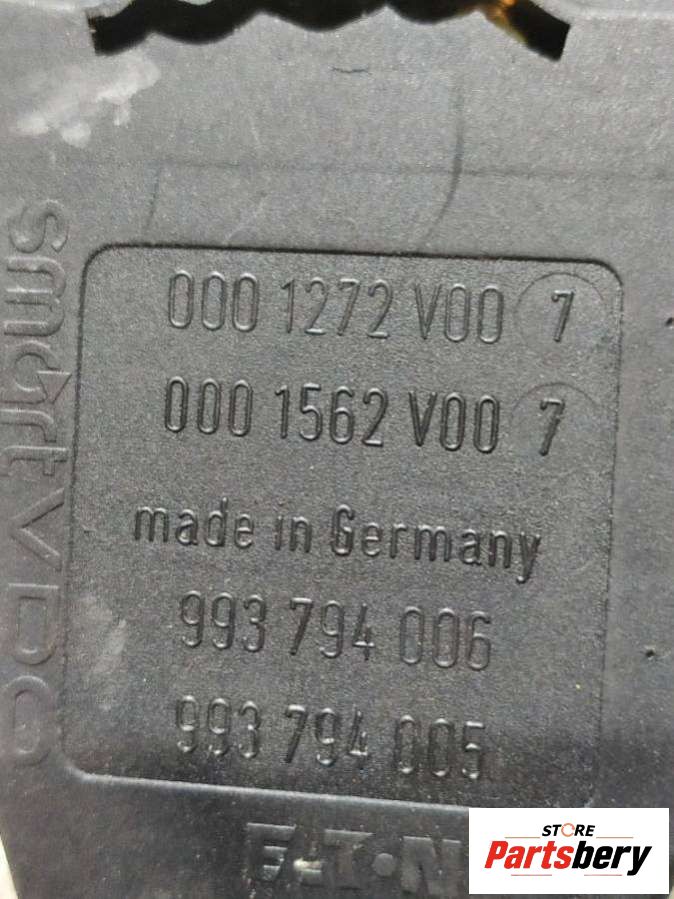 smart VDO
000 1272 V00 7
000 1562 V00 7
made in Germany
993 794 006
993 794 005
E-T•N
STORE
Partsbery